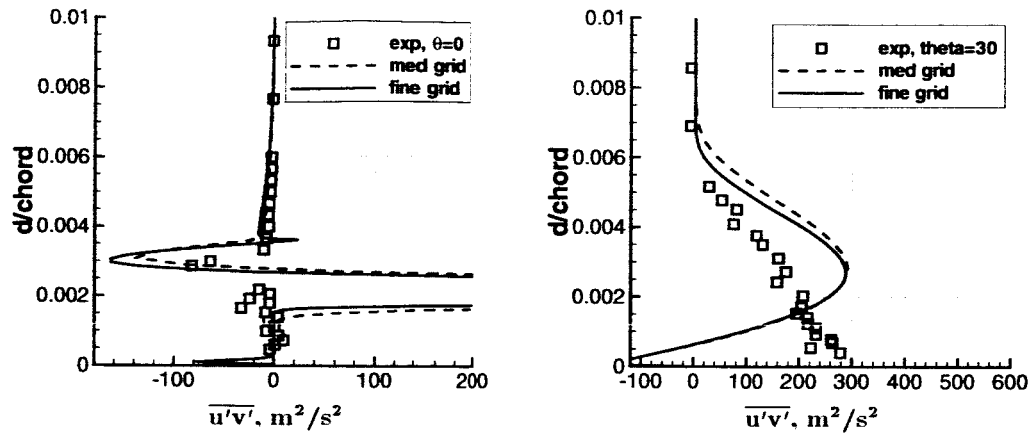 0.01
0.008
0.006
0.004
0.002
0
d/chord
exp, θ=0
med grid
fine grid
-100
0
100
200
u'v', m²/s²
0.01
0.008
0.006
0.004
0.002
0
d/chord
exp, theta=30
med grid
fine grid
-100
0
100
200
300
400
500
600
u'v', m²/s²